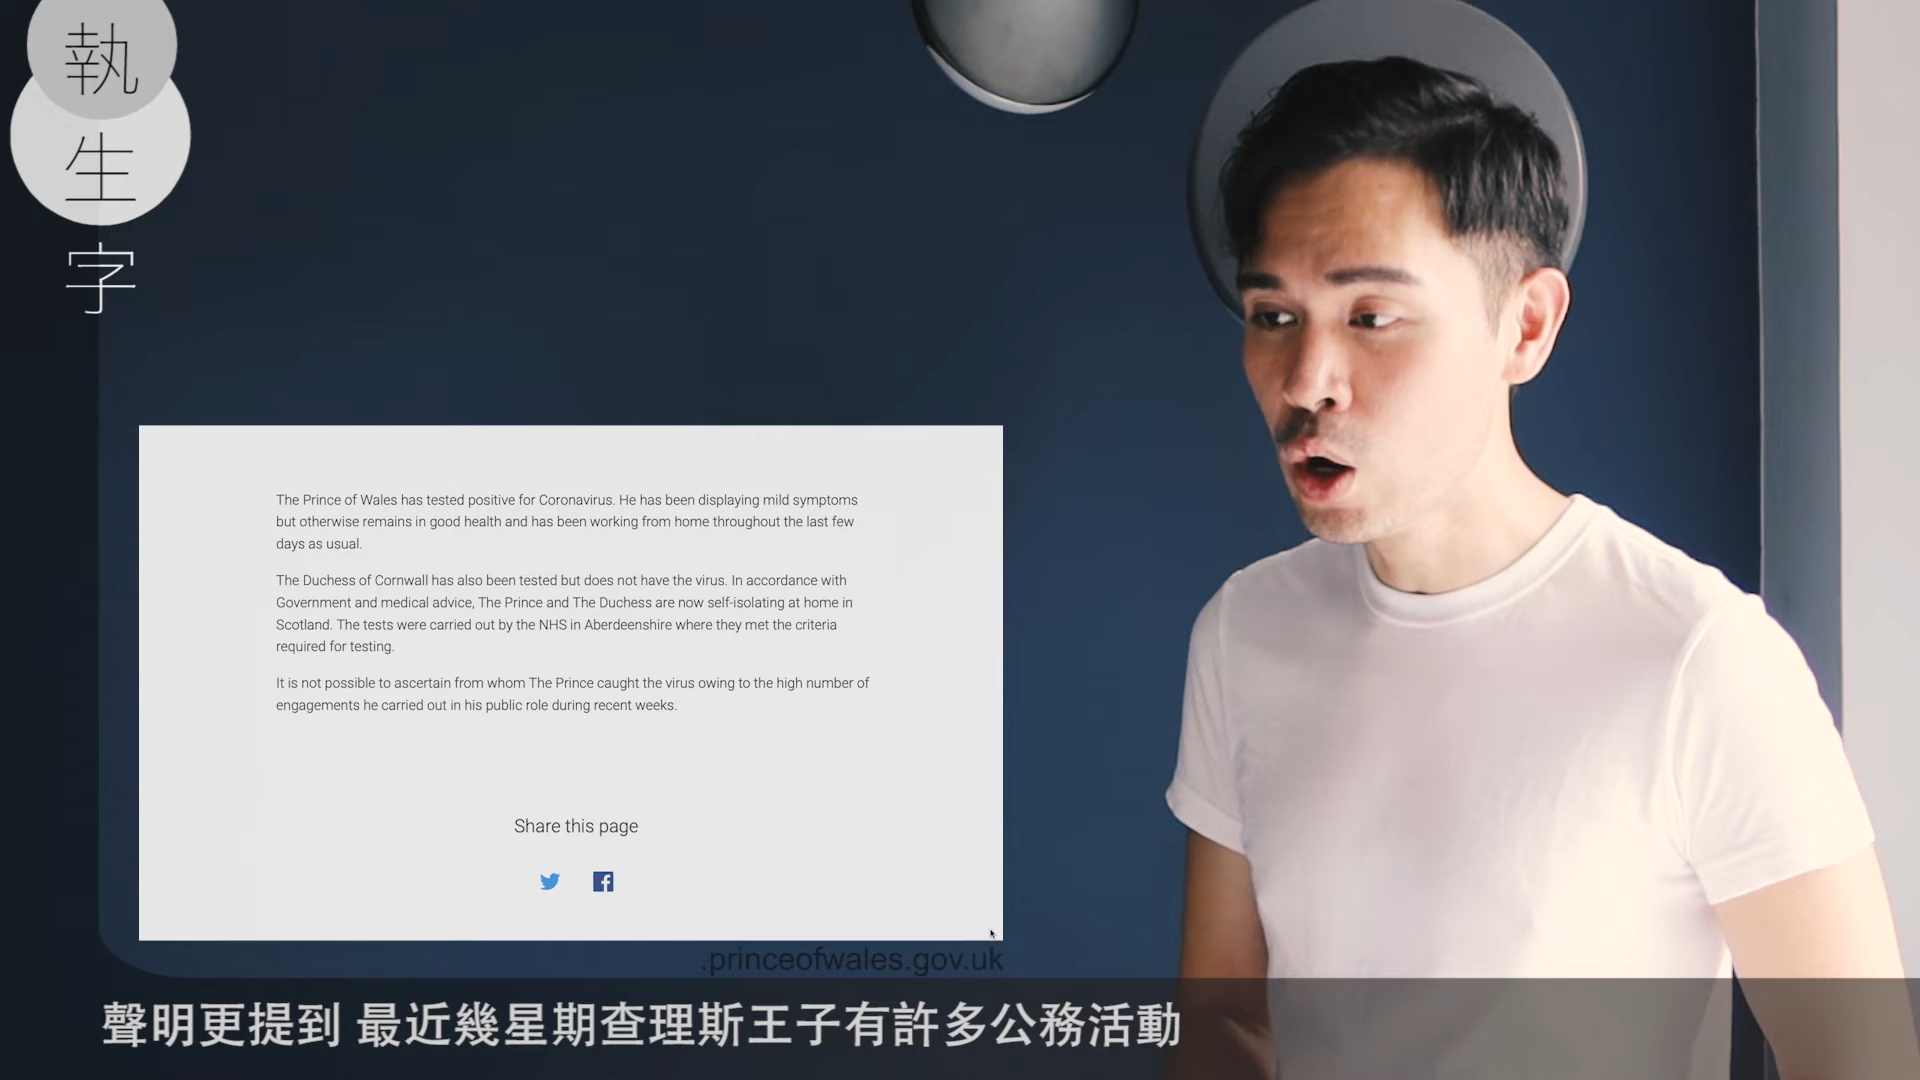 執
生
字
The Prince of Wales has tested positive for Coronavirus. He has been displaying mild symptoms
but otherwise remains in good health and has been working from home throughout the last few
days as usual.
The Duchess of Cornwall has also been tested but does not have the virus. In accordance with
Government and medical advice, The Prince and The Duchess are now self-isolating at home in
Scotland. The tests were carried out by the NHS in Aberdeenshire where they met the criteria
required for testing.
It is not possible to ascertain from whom The Prince caught the virus owing to the high number of
engagements he carried out in his public role during recent weeks.
Share this page
.princeofwales.gov.uk
聲明更提到 最近幾星期查理斯王子有許多公務活動